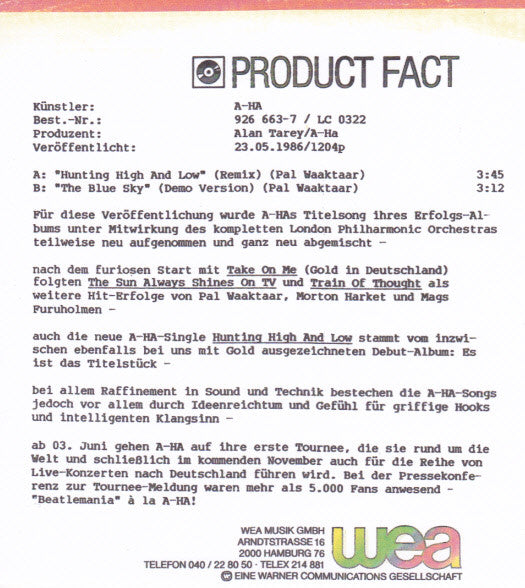 PRODUCT FACT
Künstler: A-HA
Best.-Nr.: 926 663-7 / LC 0322
Produzent: Alan Tarey/A-Ha
Veröffentlicht: 23.05.1986/1204p
A: "Hunting High And Low" (Remix) (Pal Waaktaar) 3:45
B: "The Blue Sky" (Demo Version) (Pal Waaktaar) 3:12
Für diese Veröffentlichung wurde A-HAs Titelsong ihres Erfolgs-Al-
bums unter Mitwirkung des kompletten London Philharmonic Orchestras
teilweise neu aufgenommen und ganz neu abgemischt -
nach dem furiosen Start mit Take On Me (Gold in Deutschland)
folgten The Sun Always Shines On TV und Train Of Thought als
weitere Hit-Erfolge von Pal Waaktaar, Morton Harket und Mags
Furuholmen -
auch die neue A-HA-Single Hunting High And Low stammt vom inzwi-
schen ebenfalls bei uns mit Gold ausgezeichneten Debut-Album: Es
ist das Titelstück -
bei allem Raffinement in Sound und Technik bestechen die A-HA-Songs
jedoch vor allem durch Ideenreichtum und Gefühl für griffige Hooks
und intelligenten Klangsinn -
ab 03. Juni gehen A-HA auf ihre erste Tournee, die sie rund um die
Welt und schließlich im kommenden November auch für die Reihe von
Live-Konzerten nach Deutschland führen wird. Bei der Pressekonfe-
renz zur Tournee-Meldung waren mehr als 5.000 Fans anwesend -
"Beatlemania" à la A-HA!
WEA MUSIK GMBH
ARNDTSTRASSE 16
2000 HAMBURG 76
TELEFON 040 / 22 80 50 · TELEX 214 881
EINE WARNER COMMUNICATIONS GESELLSCHAFT
wea